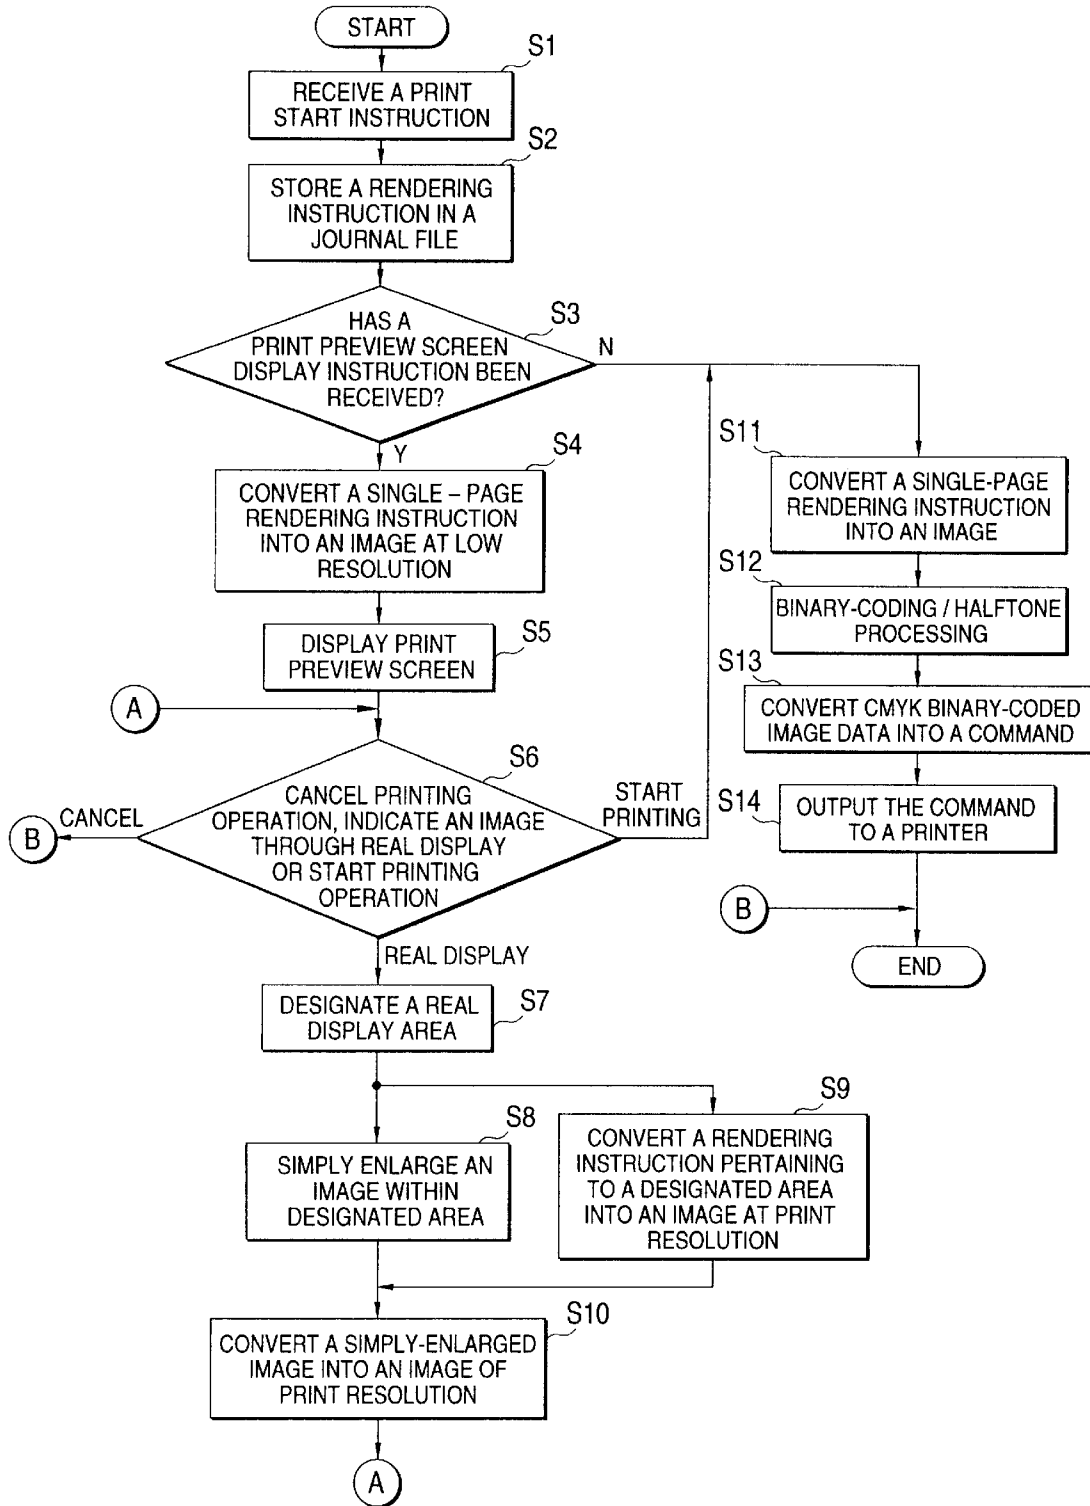 START
S1
RECEIVE A PRINT
START INSTRUCTION
S2
STORE A RENDERING
INSTRUCTION IN A
JOURNAL FILE
S3
HAS A
PRINT PREVIEW SCREEN
DISPLAY INSTRUCTION BEEN
RECEIVED?
N
Y
S4
CONVERT A SINGLE – PAGE
RENDERING INSTRUCTION
INTO AN IMAGE AT LOW
RESOLUTION
S5
DISPLAY PRINT
PREVIEW SCREEN
A
S6
CANCEL PRINTING
OPERATION, INDICATE AN IMAGE
THROUGH REAL DISPLAY
OR START PRINTING
OPERATION
CANCEL
B
START
PRINTING
REAL DISPLAY
S7
DESIGNATE A REAL
DISPLAY AREA
S8
SIMPLY ENLARGE AN
IMAGE WITHIN
DESIGNATED AREA
S9
CONVERT A RENDERING
INSTRUCTION PERTAINING
TO A DESIGNATED AREA
INTO AN IMAGE AT PRINT
RESOLUTION
S10
CONVERT A SIMPLY-ENLARGED
IMAGE INTO AN IMAGE OF
PRINT RESOLUTION
A
S11
CONVERT A SINGLE-PAGE
RENDERING INSTRUCTION
INTO AN IMAGE
S12
BINARY-CODING / HALFTONE
PROCESSING
S13
CONVERT CMYK BINARY-CODED
IMAGE DATA INTO A COMMAND
S14
OUTPUT THE COMMAND
TO A PRINTER
B
END